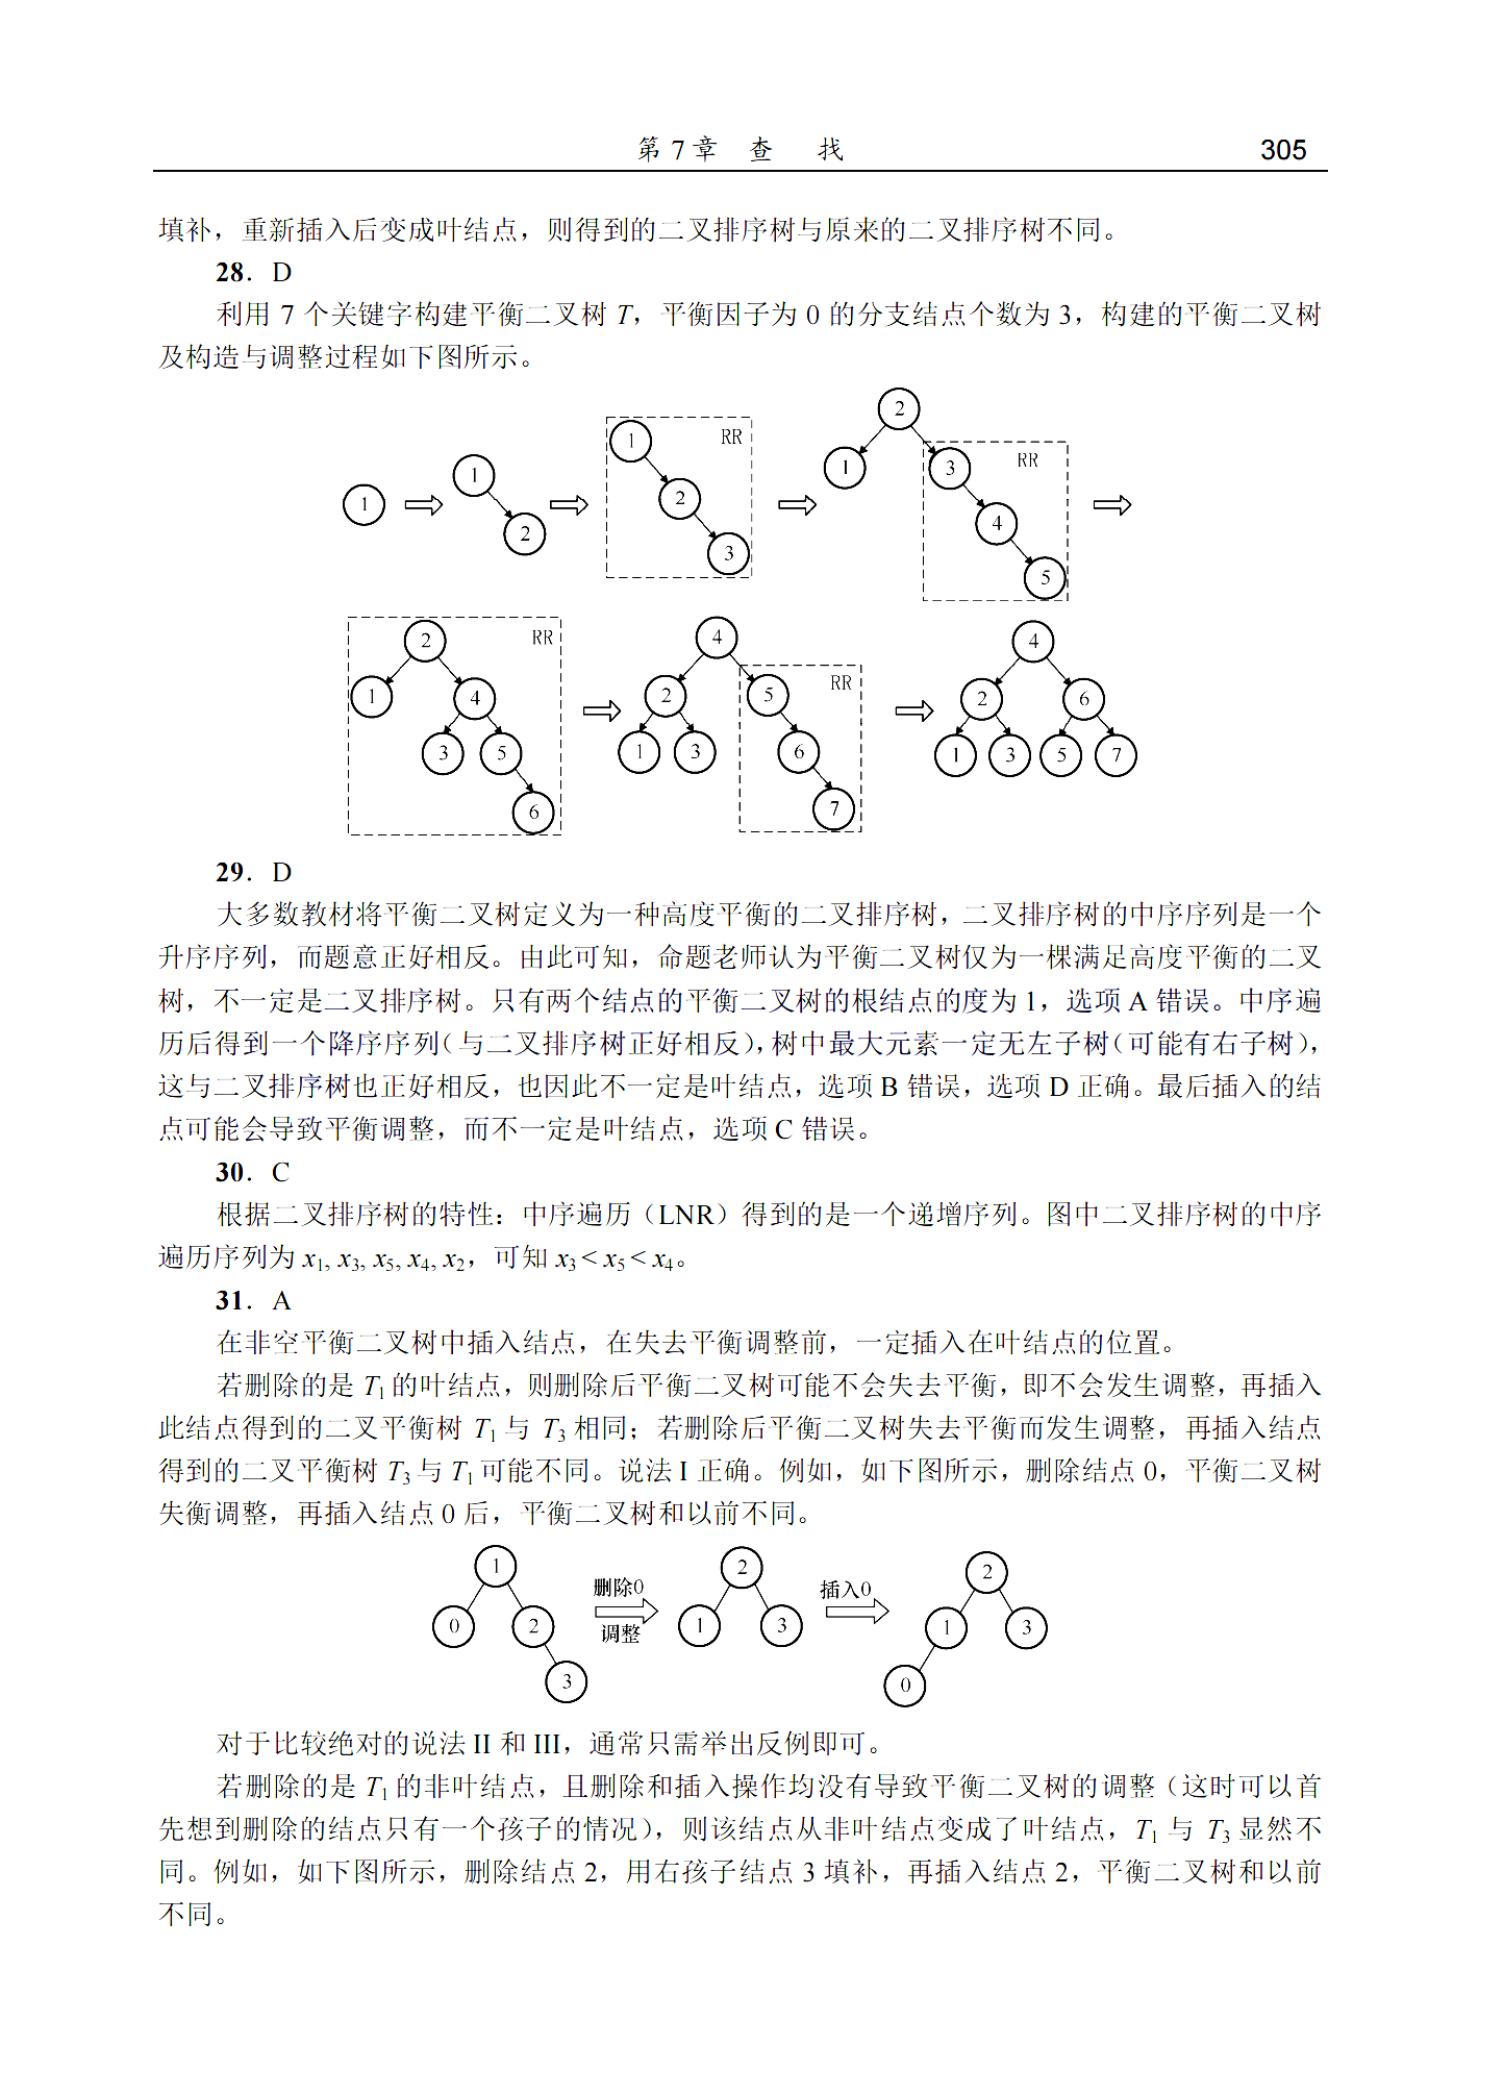 第 7 章 查 找 305
填补，重新插入后变成叶结点，则得到的二叉排序树与原来的二叉排序树不同。
28. D
利用 7 个关键字构建平衡二叉树 T，平衡因子为 0 的分支结点个数为 3，构建的平衡二叉树
及构造与调整过程如下图所示。
1
1 2
RR 1 2 3
2 1 3 RR 4 5
RR 2 1 4 3 5 6
4 2 5 RR 1 3 6 7
4 2 6 1 3 5 7
29. D
大多数教材将平衡二叉树定义为一种高度平衡的二叉排序树，二叉排序树的中序序列是一个
升序序列，而题意正好相反。由此可知，命题老师认为平衡二叉树仅为一棵满足高度平衡的二叉
树，不一定是二叉排序树。只有两个结点的平衡二叉树的根结点的度为 1，选项 A 错误。中序遍
历后得到一个降序序列（与二叉排序树正好相反），树中最大元素一定无左子树（可能有右子树），
这与二叉排序树也正好相反，也因此不一定是叶结点，选项 B 错误，选项 D 正确。最后插入的结
点可能会导致平衡调整，而不一定是叶结点，选项 C 错误。
30. C
根据二叉排序树的特性：中序遍历（LNR）得到的是一个递增序列。图中二叉排序树的中序
遍历序列为 x1, x3, x5, x4, x2，可知 x3 < x5 < x4。
31. A
在非空平衡二叉树中插入结点，在失去平衡调整前，一定插入在叶结点的位置。
若删除的是 T1 的叶结点，则删除后平衡二叉树可能不会失去平衡，即不会发生调整，再插入
此结点得到的二叉平衡树 T1 与 T3 相同；若删除后平衡二叉树失去平衡而发生调整，再插入结点
得到的二叉平衡树 T3 与 T1 可能不同。说法 I 正确。例如，如下图所示，删除结点 0，平衡二叉树
失衡调整，再插入结点 0 后，平衡二叉树和以前不同。
1 0 2 3
删除0
调整
2 1 3
插入0
2 1 3 0
对于比较绝对的说法 II 和 III，通常只需举出反例即可。
若删除的是 T1 的非叶结点，且删除和插入操作均没有导致平衡二叉树的调整（这时可以首
先想到删除的结点只有一个孩子的情况），则该结点从非叶结点变成了叶结点，T1 与 T3 显然不
同。例如，如下图所示，删除结点 2，用右孩子结点 3 填补，再插入结点 2，平衡二叉树和以前
不同。